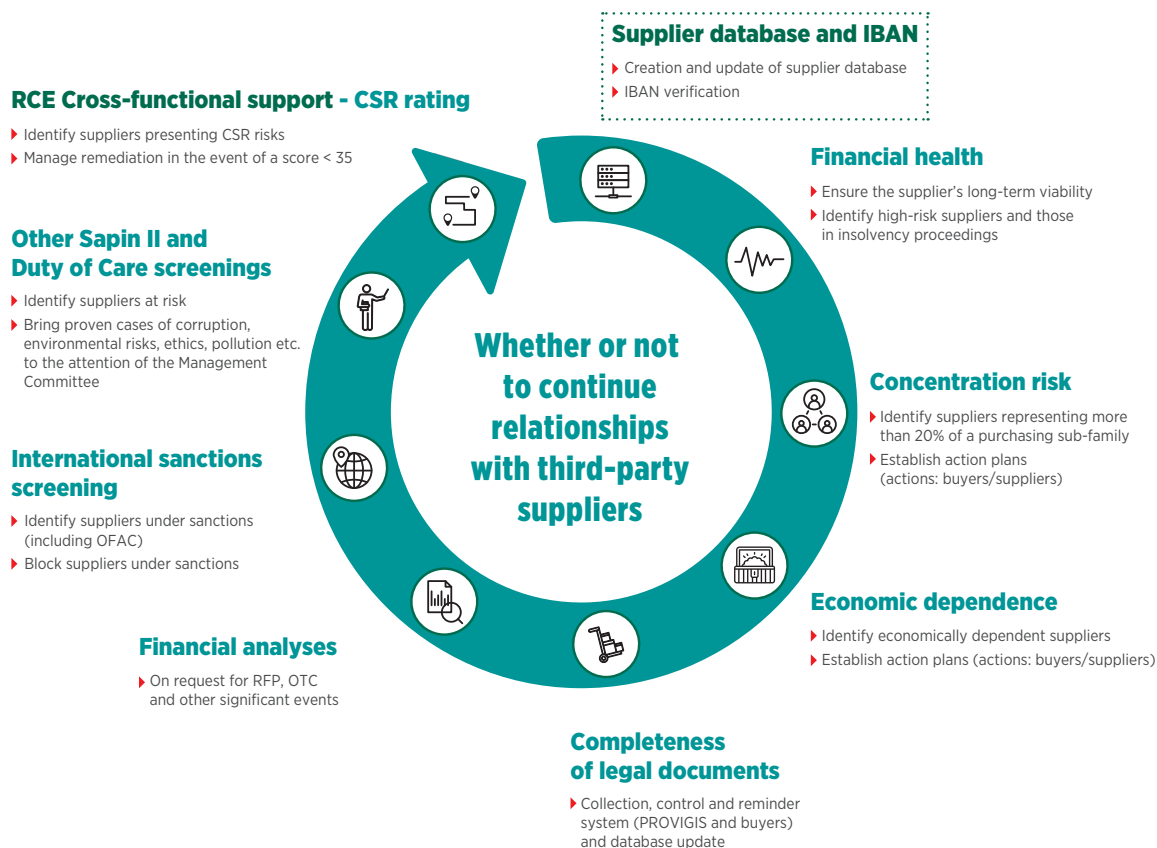 Supplier database and IBAN
Creation and update of supplier database
IBAN verification
RCE Cross-functional support - CSR rating
Identify suppliers presenting CSR risks
Manage remediation in the event of a score < 35
Financial health
Ensure the supplier's long-term viability
Identify high-risk suppliers and those
in insolvency proceedings
Other Sapin II and
Duty of Care screenings
Identify suppliers at risk
Bring proven cases of corruption,
environmental risks, ethics, pollution etc.
to the attention of the Management
Committee
Whether or not
to continue
relationships
with third-party
suppliers
Concentration risk
Identify suppliers representing more
than 20% of a purchasing sub-family
Establish action plans
(actions: buyers/suppliers)
International sanctions
screening
Identify suppliers under sanctions
(including OFAC)
Block suppliers under sanctions
Economic dependence
Identify economically dependent suppliers
Establish action plans (actions: buyers/suppliers)
Financial analyses
On request for RFP, OTC
and other significant events
Completeness
of legal documents
Collection, control and reminder
system (PROVIGIS and buyers)
and database update